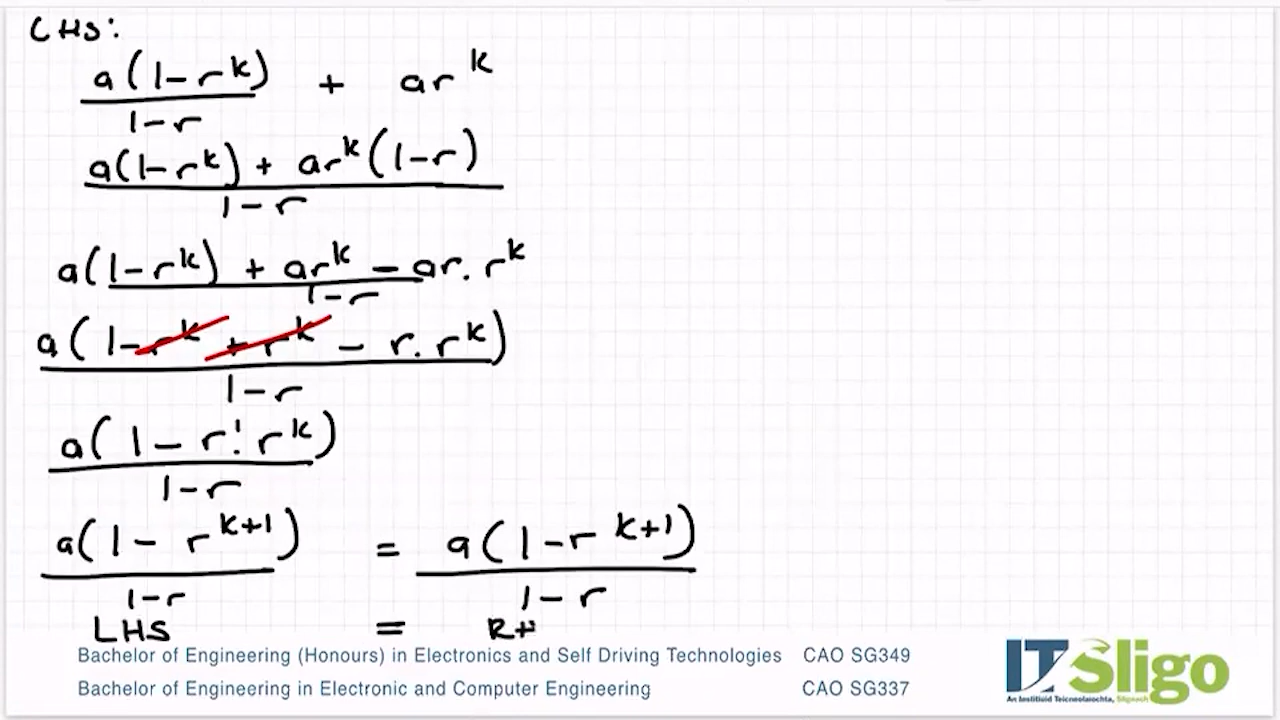 LHS:
a(1-r^k)/(1-r) + ar^k
(a(1-r^k) + ar^k(1-r))/(1-r)
(a(1-r^k) + ar^k - ar.r^k)/(1-r)
a(1-r^k+r^k - r.r^k)/(1-r)
a(1-r^1.r^k)/(1-r)
a(1-r^{k+1})/(1-r) = a(1-r^{k+1})/(1-r)
LHS = RH
Bachelor of Engineering (Honours) in Electronics and Self Driving Technologies CAO SG349
Bachelor of Engineering in Electronic and Computer Engineering CAO SG337
IT Sligo
An Institiúid Teicneolaíochta, Sligeach